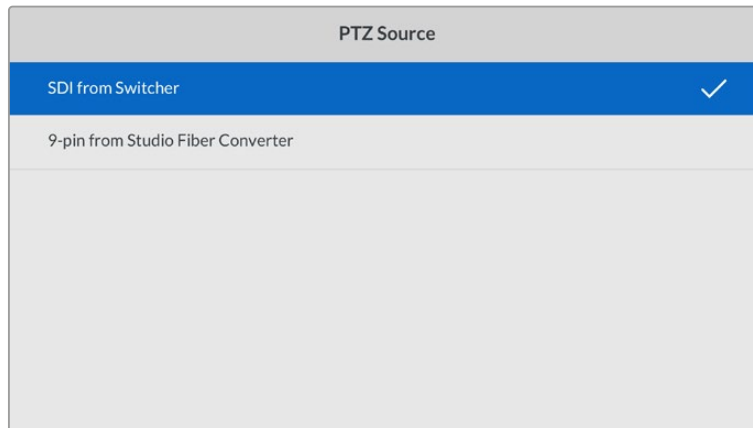 PTZ Source
SDI from Switcher
9-pin from Studio Fiber Converter